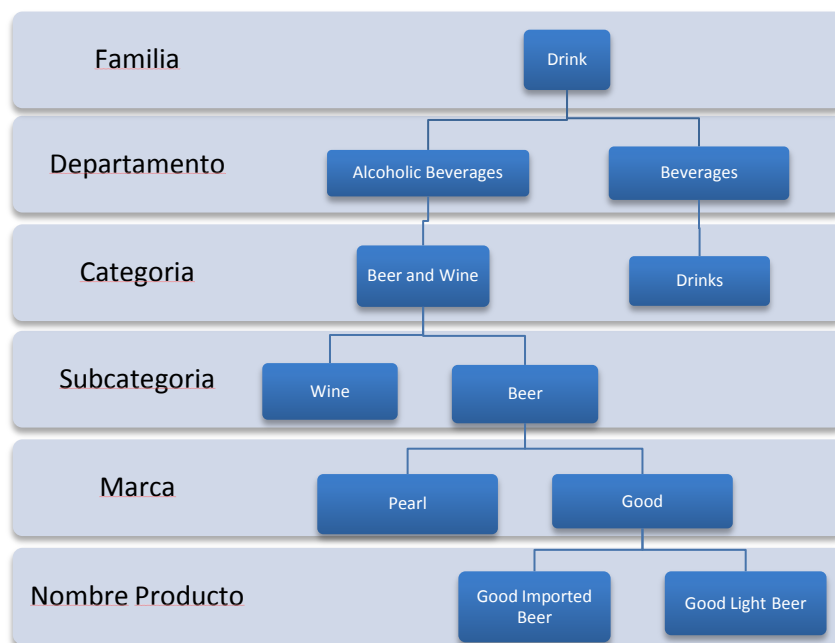 Familia
Drink
Departamento
Alcoholic Beverages
Beverages
Categoria
Beer and Wine
Drinks
Subcategoria
Wine
Beer
Marca
Pearl
Good
Nombre Producto
Good Imported
Beer
Good Light Beer